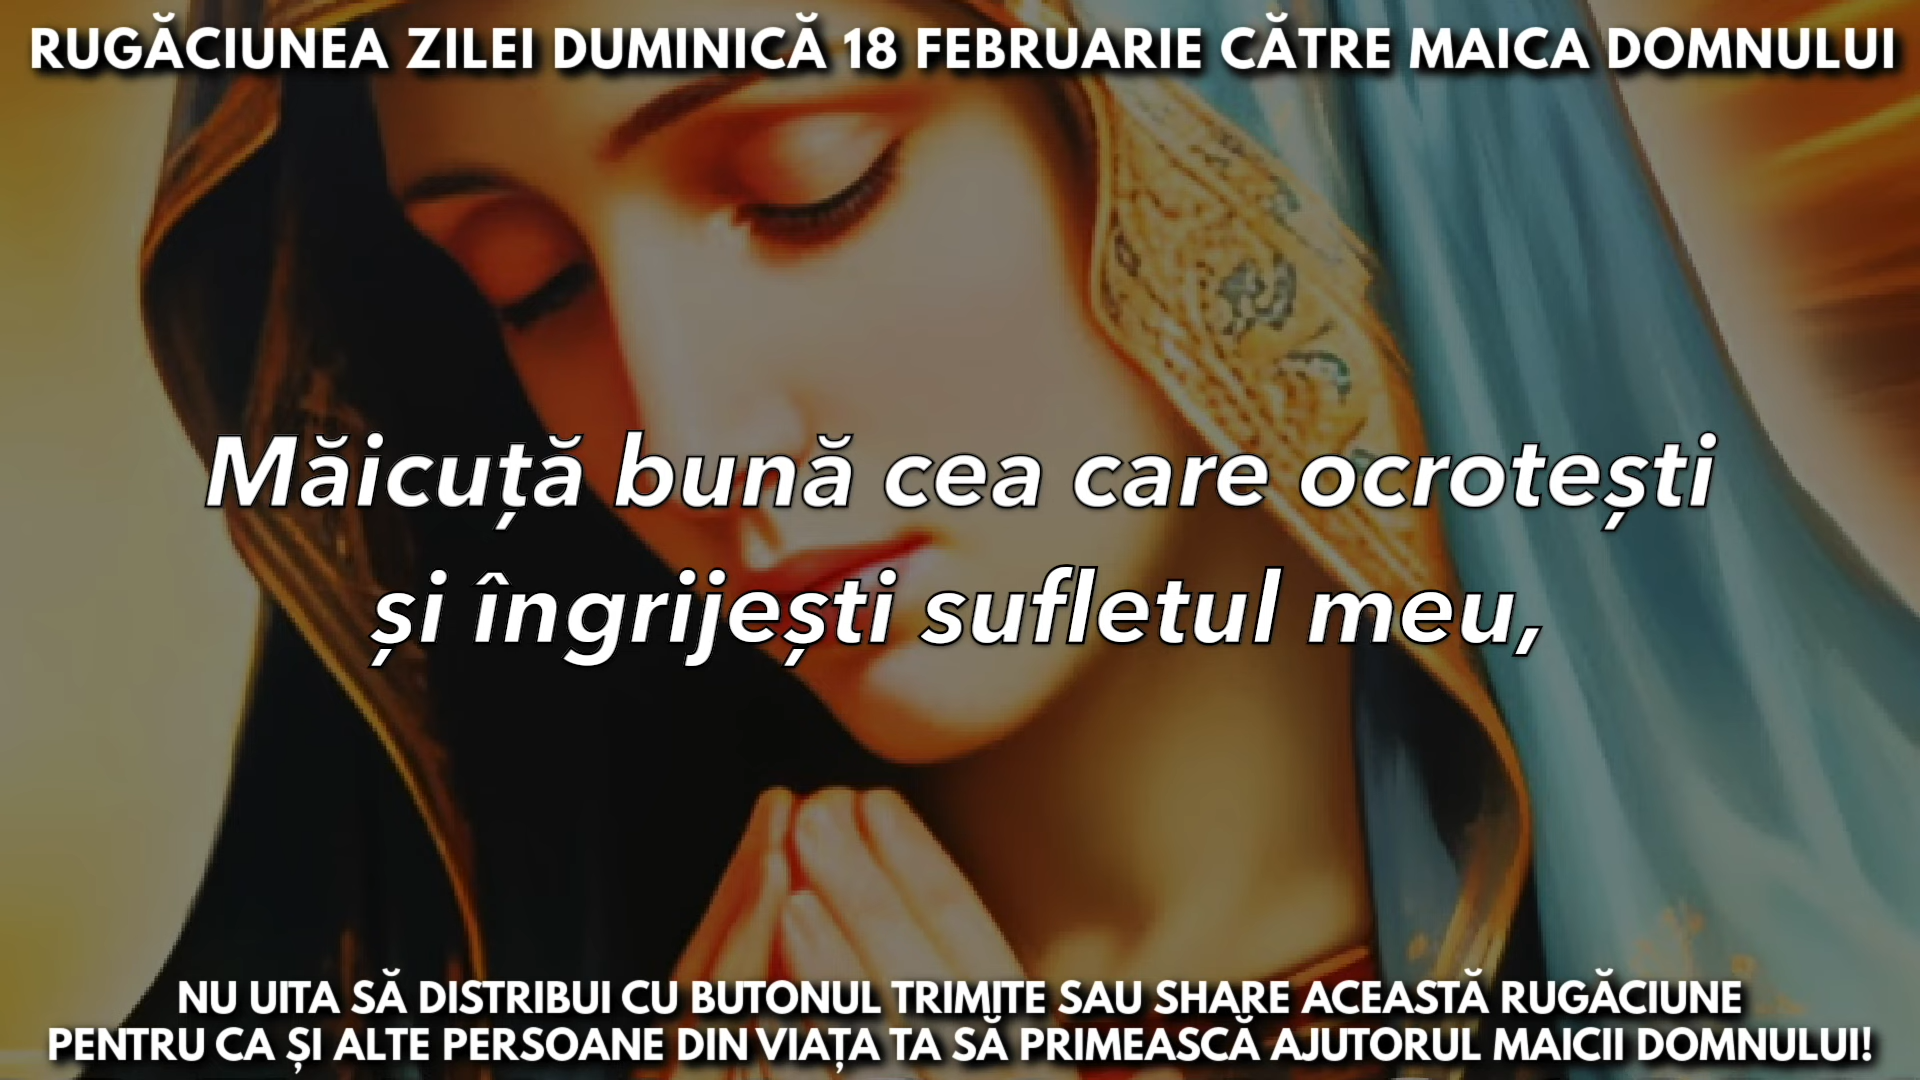 RUGĂCIUNEA ZILEI DUMINICĂ 18 FEBRUARIE CĂTRE MAICA DOMNULUI
Măicuță bună cea care ocrotești
și îngrijești sufletul meu,
NU UITA SĂ DISTRIBUI CU BUTONUL TRIMITE SAU SHARE ACEASTĂ RUGĂCIUNE
PENTRU CA ȘI ALTE PERSOANE DIN VIAȚA TA SĂ PRIMEASCĂ AJUTORUL MAICII DOMNULUI!